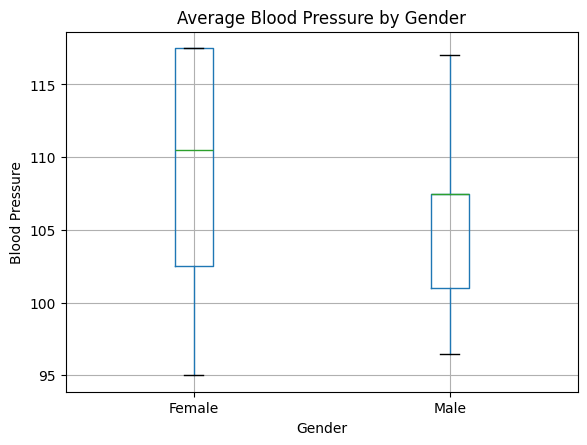 Average Blood Pressure by Gender
Blood Pressure
115
110
105
100
95
Female Male
Gender